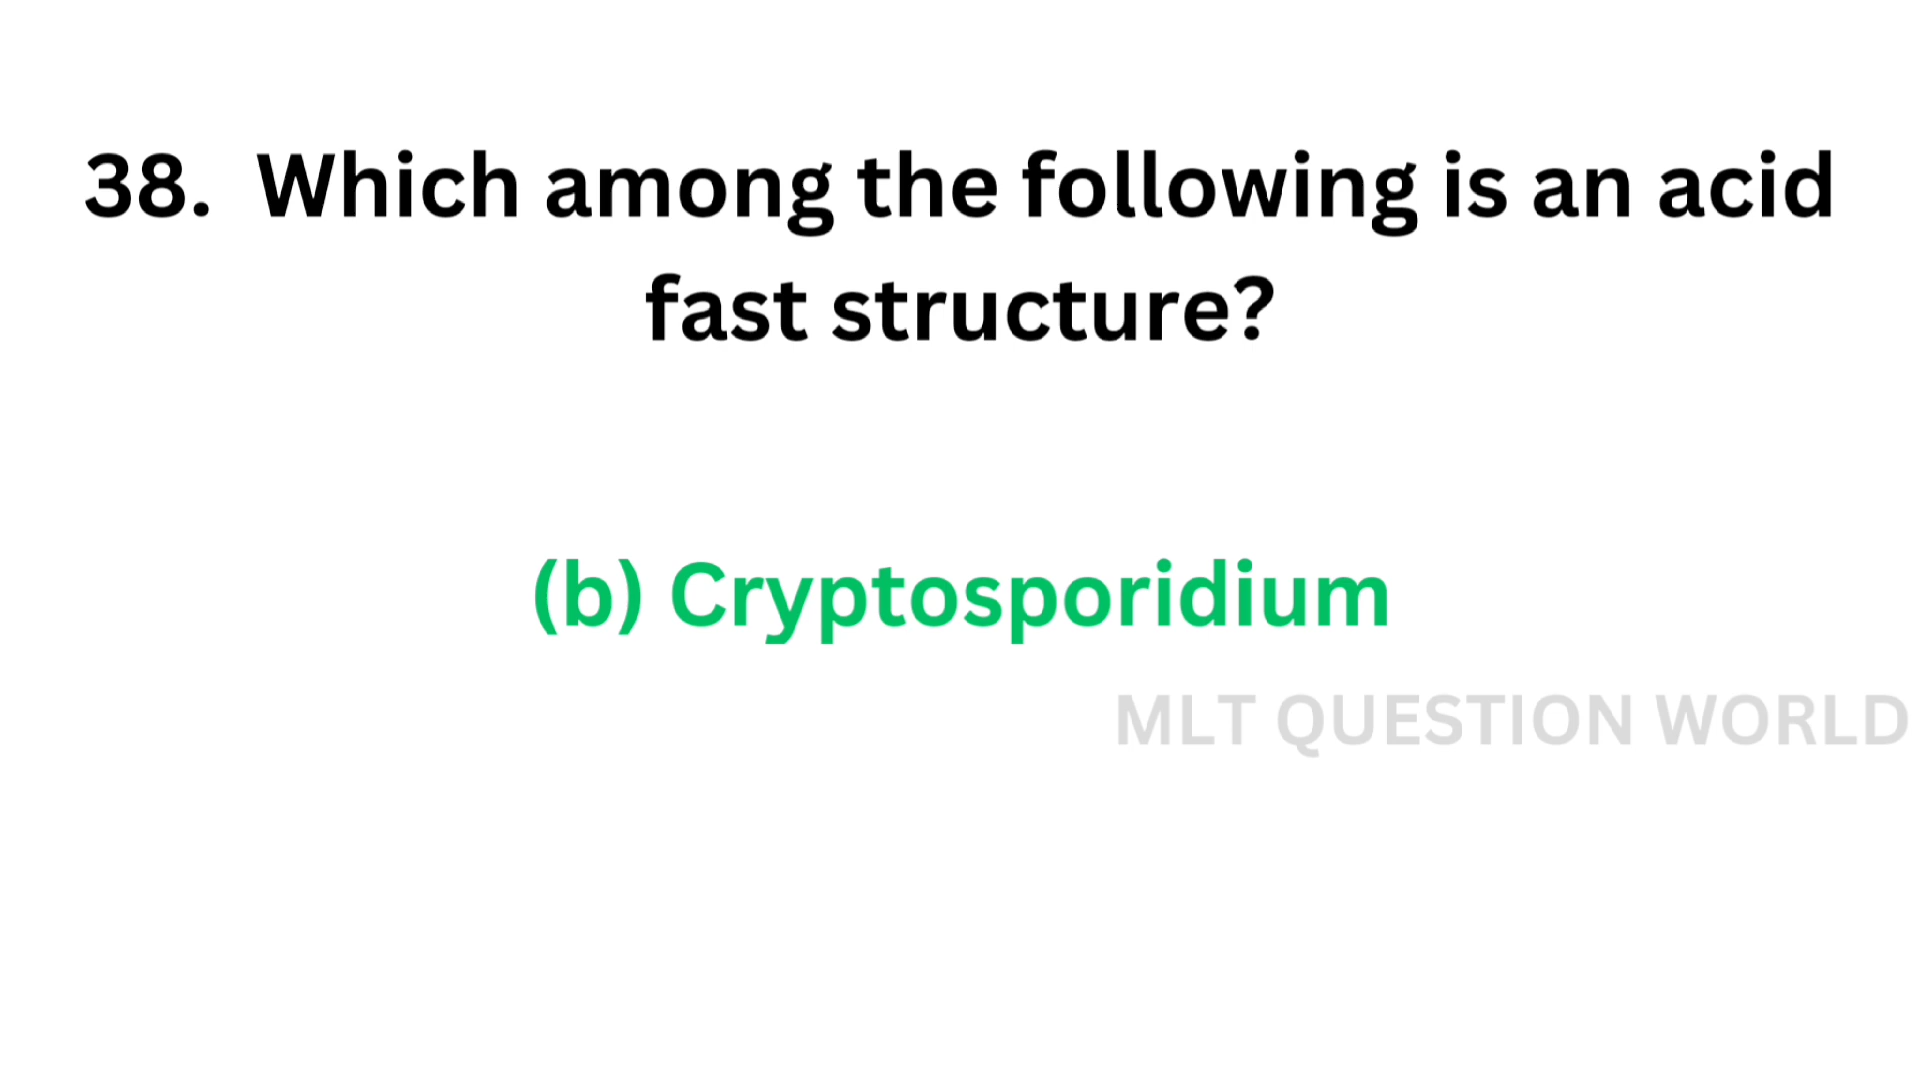 38. Which among the following is an acid
fast structure?
(b) Cryptosporidium
MLT QUESTION WORLD